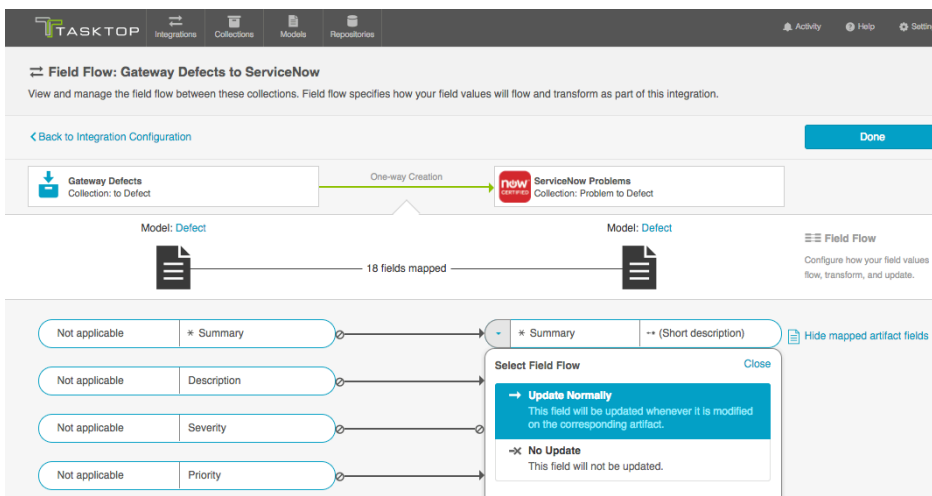 TASKTOP
Integrations
Collections
Models
Repositories
Activity
Help
Field Flow: Gateway Defects to ServiceNow
View and manage the field flow between these collections. Field flow specifies how your field values will flow and transform as part of this integration.
Back to Integration Configuration
Done
Gateway Defects
Collection: to Defect
One-way Creation
now
CERTIFIED
ServiceNow Problems
Collection: Problem to Defect
Model: Defect
Model: Defect
18 fields mapped
Field Flow
Configure how your field values
flow, transform, and update.
Not applicable
* Summary
* Summary
↔ (Short description)
Hide mapped artifact fields
Select Field Flow
Close
Not applicable
Description
Update Normally
This field will be updated whenever it is modified
on the corresponding artifact.
Not applicable
Severity
No Update
This field will not be updated.
Not applicable
Priority